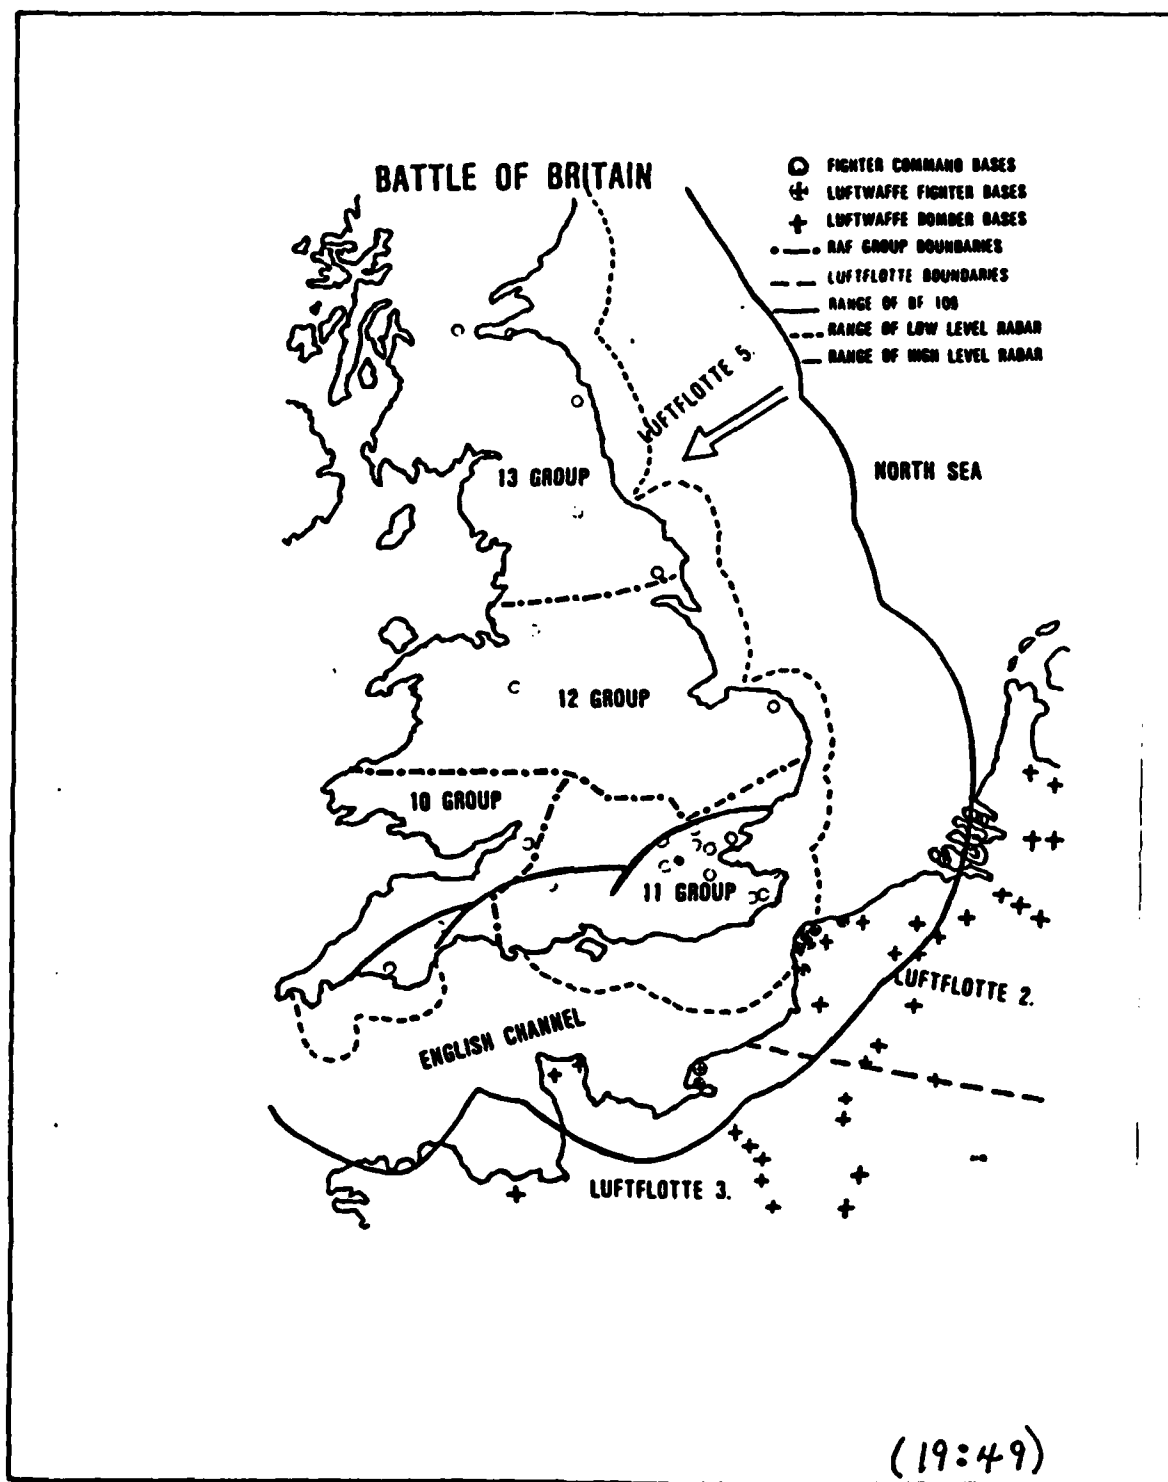 BATTLE OF BRITAIN
FIGHTER COMMAND BASES
LUFTWAFFE FIGHTER BASES
LUFTWAFFE BOMBER BASES
RAF GROUP BOUNDARIES
LUFTFLOTTE BOUNDARIES
RANGE OF BF 109
RANGE OF LOW LEVEL RADAR
RANGE OF HIGH LEVEL RADAR
LUFTFLOTTE 5.
NORTH SEA
13 GROUP
12 GROUP
10 GROUP
11 GROUP
LUFTFLOTTE 2.
ENGLISH CHANNEL
LUFTFLOTTE 3.
(19:49)